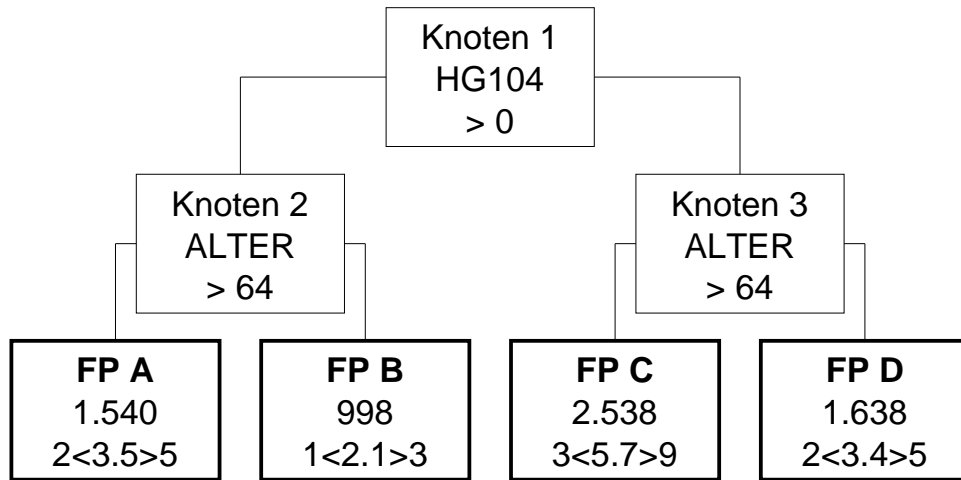 Knoten 1
HG104
> 0
Knoten 2
ALTER
> 64
Knoten 3
ALTER
> 64
FP A
1.540
2<3.5>5
FP B
998
1<2.1>3
FP C
2.538
3<5.7>9
FP D
1.638
2<3.4>5